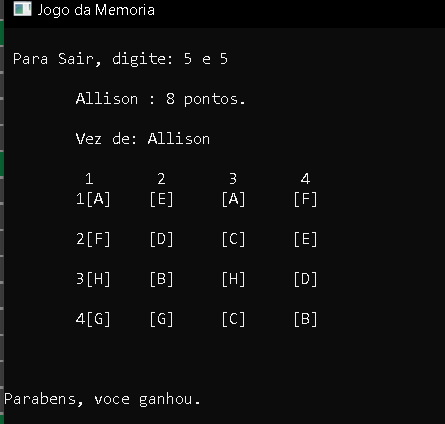 Jogo da Memoria
Para Sair, digite: 5 e 5
Allison : 8 pontos.
Vez de: Allison
1 2 3 4
1[A] [E] [A] [F]
2[F] [D] [C] [E]
3[H] [B] [H] [D]
4[G] [G] [C] [B]
Parabens, voce ganhou.